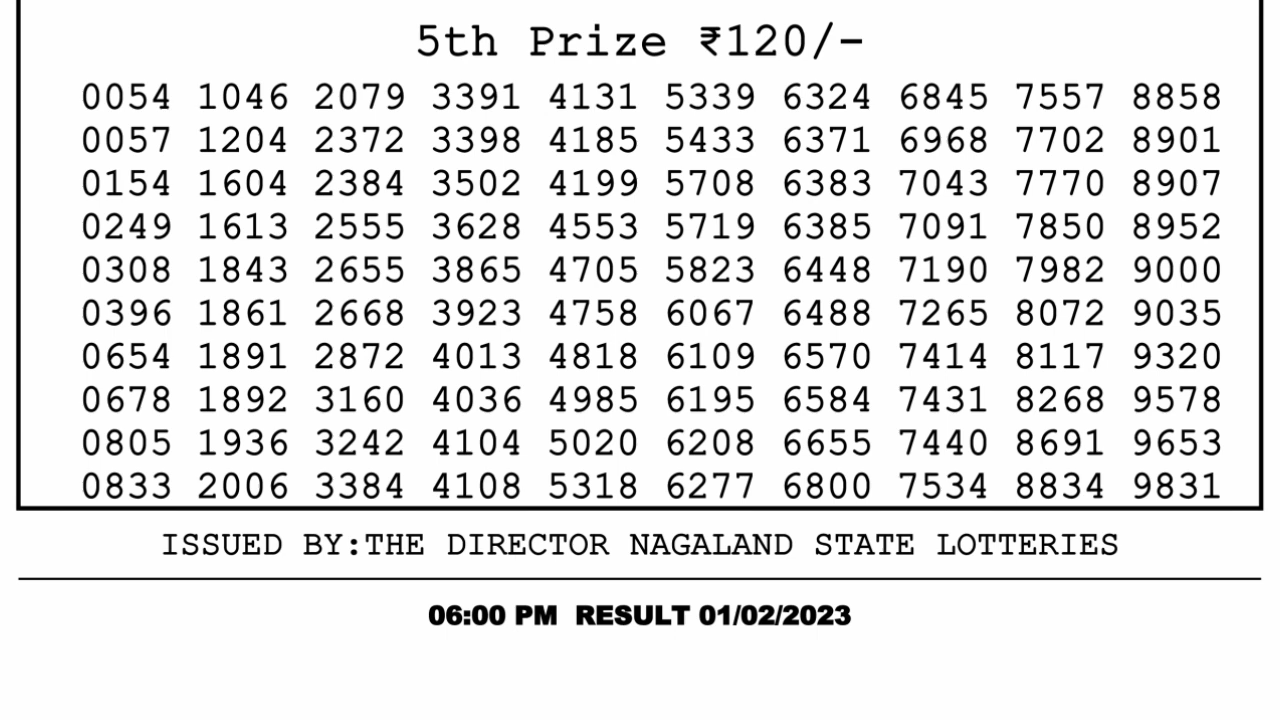 5th Prize ₹120/-
0054 1046 2079 3391 4131 5339 6324 6845 7557 8858
0057 1204 2372 3398 4185 5433 6371 6968 7702 8901
0154 1604 2384 3502 4199 5708 6383 7043 7770 8907
0249 1613 2555 3628 4553 5719 6385 7091 7850 8952
0308 1843 2655 3865 4705 5823 6448 7190 7982 9000
0396 1861 2668 3923 4758 6067 6488 7265 8072 9035
0654 1891 2872 4013 4818 6109 6570 7414 8117 9320
0678 1892 3160 4036 4985 6195 6584 7431 8268 9578
0805 1936 3242 4104 5020 6208 6655 7440 8691 9653
0833 2006 3384 4108 5318 6277 6800 7534 8834 9831
ISSUED BY:THE DIRECTOR NAGALAND STATE LOTTERIES
06:00 PM RESULT 01/02/2023